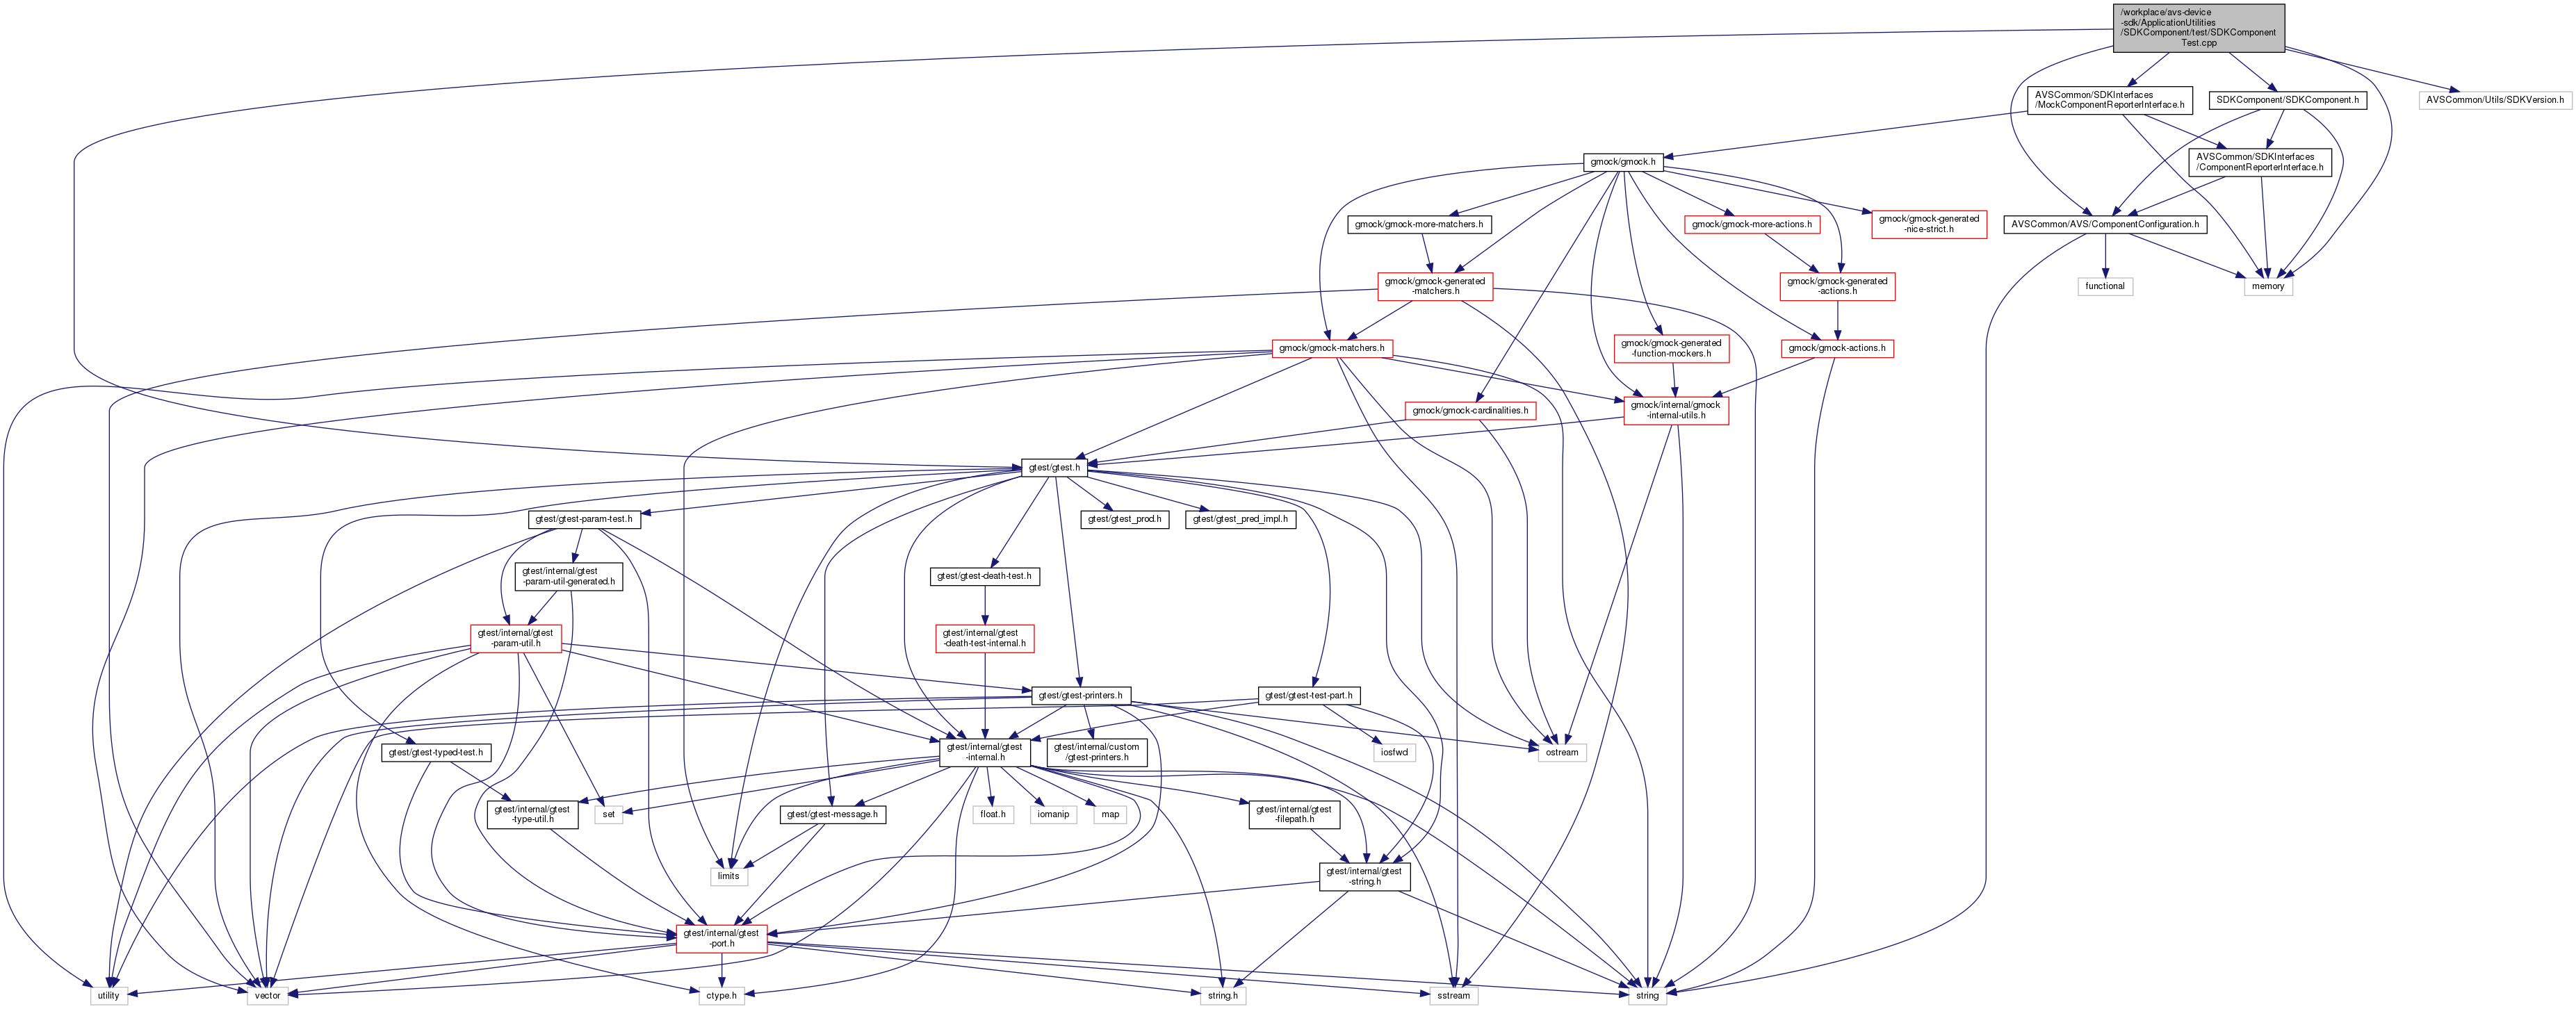 /workplace/avs-device
-sdk/ApplicationUtilities
/SDKComponent/test/SDKComponent
Test.cpp
AVSCommon/SDKInterfaces
/MockComponentReporterInterface.h
SDKComponent/SDKComponent.h
AVSCommon/Utils/SDKVersion.h
gmock/gmock.h
AVSCommon/SDKInterfaces
/ComponentReporterInterface.h
gmock/gmock-more-matchers.h
gmock/gmock-more-actions.h
gmock/gmock-generated
-nice-strict.h
AVSCommon/AVS/ComponentConfiguration.h
gmock/gmock-generated
-matchers.h
gmock/gmock-generated
-actions.h
functional
memory
gmock/gmock-matchers.h
gmock/gmock-generated
-function-mockers.h
gmock/gmock-actions.h
gmock/gmock-cardinalities.h
gmock/internal/gmock
-internal-utils.h
gtest/gtest.h
gtest/gtest-param-test.h
gtest/gtest_prod.h
gtest/gtest_pred_impl.h
gtest/internal/gtest
-param-util-generated.h
gtest/gtest-death-test.h
gtest/internal/gtest
-param-util.h
gtest/internal/gtest
-death-test-internal.h
gtest/gtest-printers.h
gtest/gtest-test-part.h
gtest/gtest-typed-test.h
gtest/internal/gtest
-internal.h
gtest/internal/custom
/gtest-printers.h
iosfwd
ostream
gtest/internal/gtest
-type-util.h
set
gtest/gtest-message.h
float.h
iomanip
map
gtest/internal/gtest
-filepath.h
limits
gtest/internal/gtest
-string.h
gtest/internal/gtest
-port.h
utility
vector
ctype.h
string.h
sstream
string